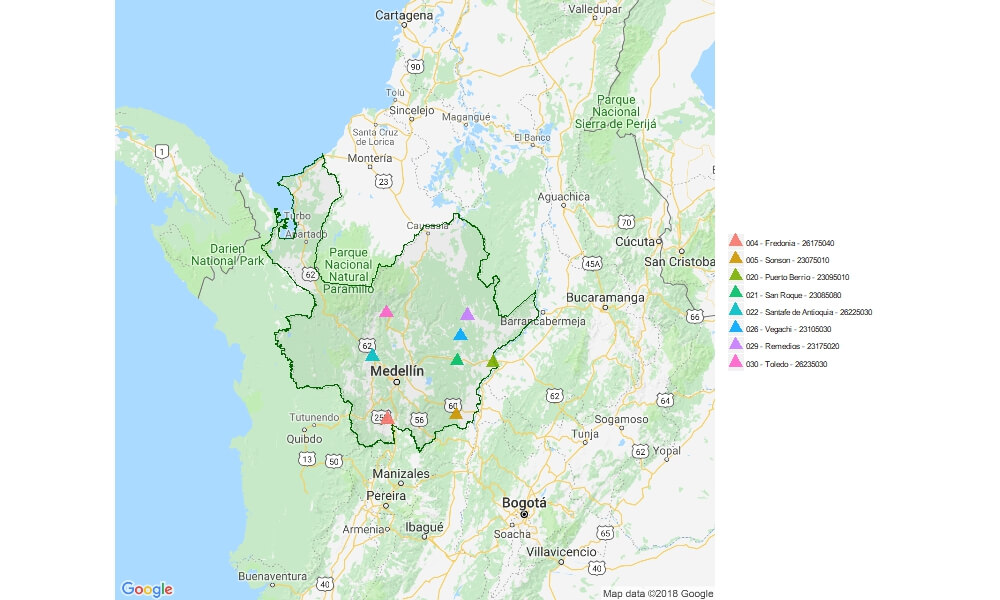 Cartagena
Valledupar
90
Tolú
Sincelejo
Magangué
Parque
Nacional
Sierra de Perijá
Santa Cruz
de Lorica
El Banco
1
Montería
23
Aguachica
Turbo
Apartadó
Caucasia
70
Cúcuta
San Cristoba
Darien
National Park
Parque
Nacional
Natural
Paramillo
62
45A
Bucaramanga
Barrancabermeja
66
62
Medellín
60
62
64
Tutunendo
25
56
Quibdo
Sogamoso
Tunja
13
50
62
Yopal
Manizales
Pereira
Bogotá
Armenia
Ibagué
Soacha
65
Villavicencio
Buenaventura
40
40
Google
Map data ©2018 Google
004 - Fredonia - 26175040
005 - Sonson - 23075010
020 - Puerto Berrio - 23095010
021 - San Roque - 23085080
022 - Santafe de Antioquia - 26225030
026 - Vegachi - 23105030
029 - Remedios - 23175020
030 - Toledo - 26235030